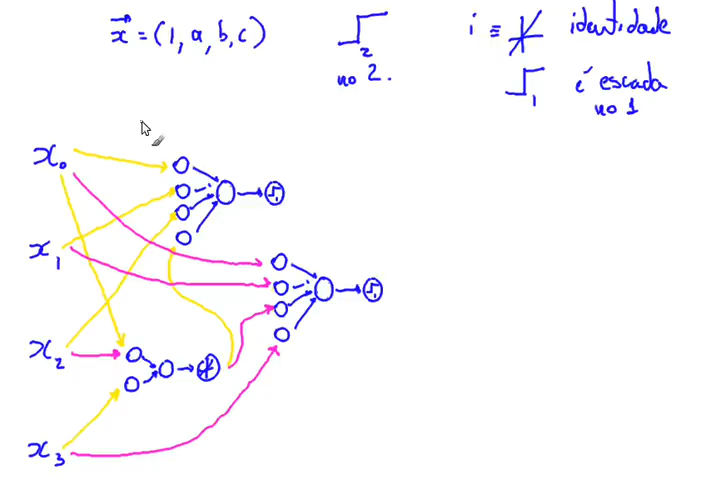 x⃗ = (1, a, b, c)
2
no 2.
i ≡ identidade
1 é escada
no 1
x₀
x₁
x₂
x₃